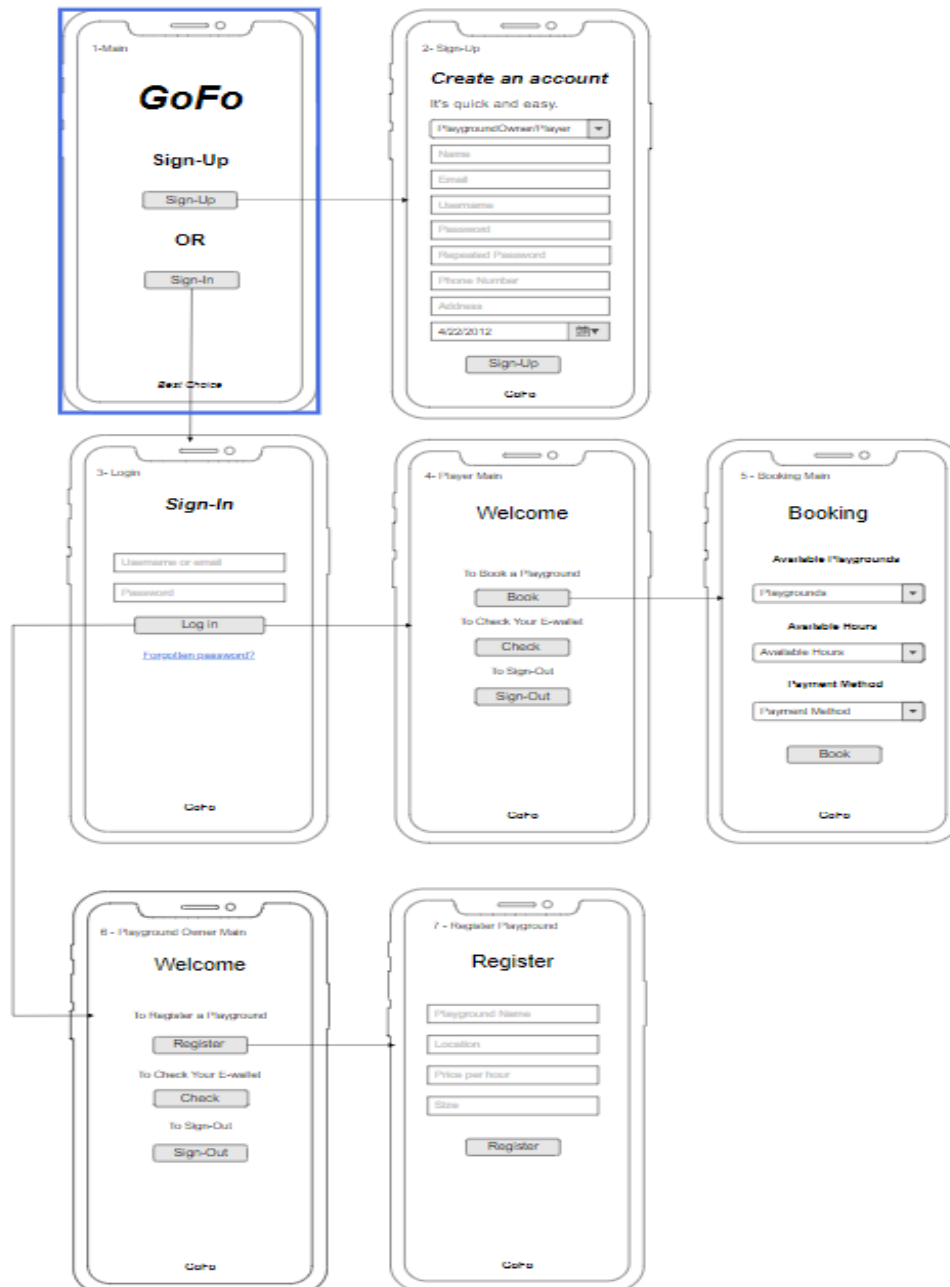 1-Main
GoFo
Sign-Up
Sign-Up
OR
Sign-In
Best Choice
2- Sign-Up
Create an account
It's quick and easy.
PlaygroundOwner/Player
Name
Email
Username
Password
Repeated Password
Phone Number
Address
4/22/2012
Sign-Up
GoFo
3- Login
Sign-In
Username or email
Password
Log in
Forgotten password?
GoFo
4- Player Main
Welcome
To Book a Playground
Book
To Check Your E-wallet
Check
To Sign-Out
Sign-Out
GoFo
5 - Booking Main
Booking
Available Playgrounds
Playgrounds
Available Hours
Available Hours
Payment Method
Payment Method
Book
GoFo
6 - Playground Owner Main
Welcome
To Register a Playground
Register
To Check Your E-wallet
Check
To Sign-Out
Sign-Out
GoFo
7 - Register Playground
Register
Playground Name
Location
Price per hour
Size
Register
GoFo